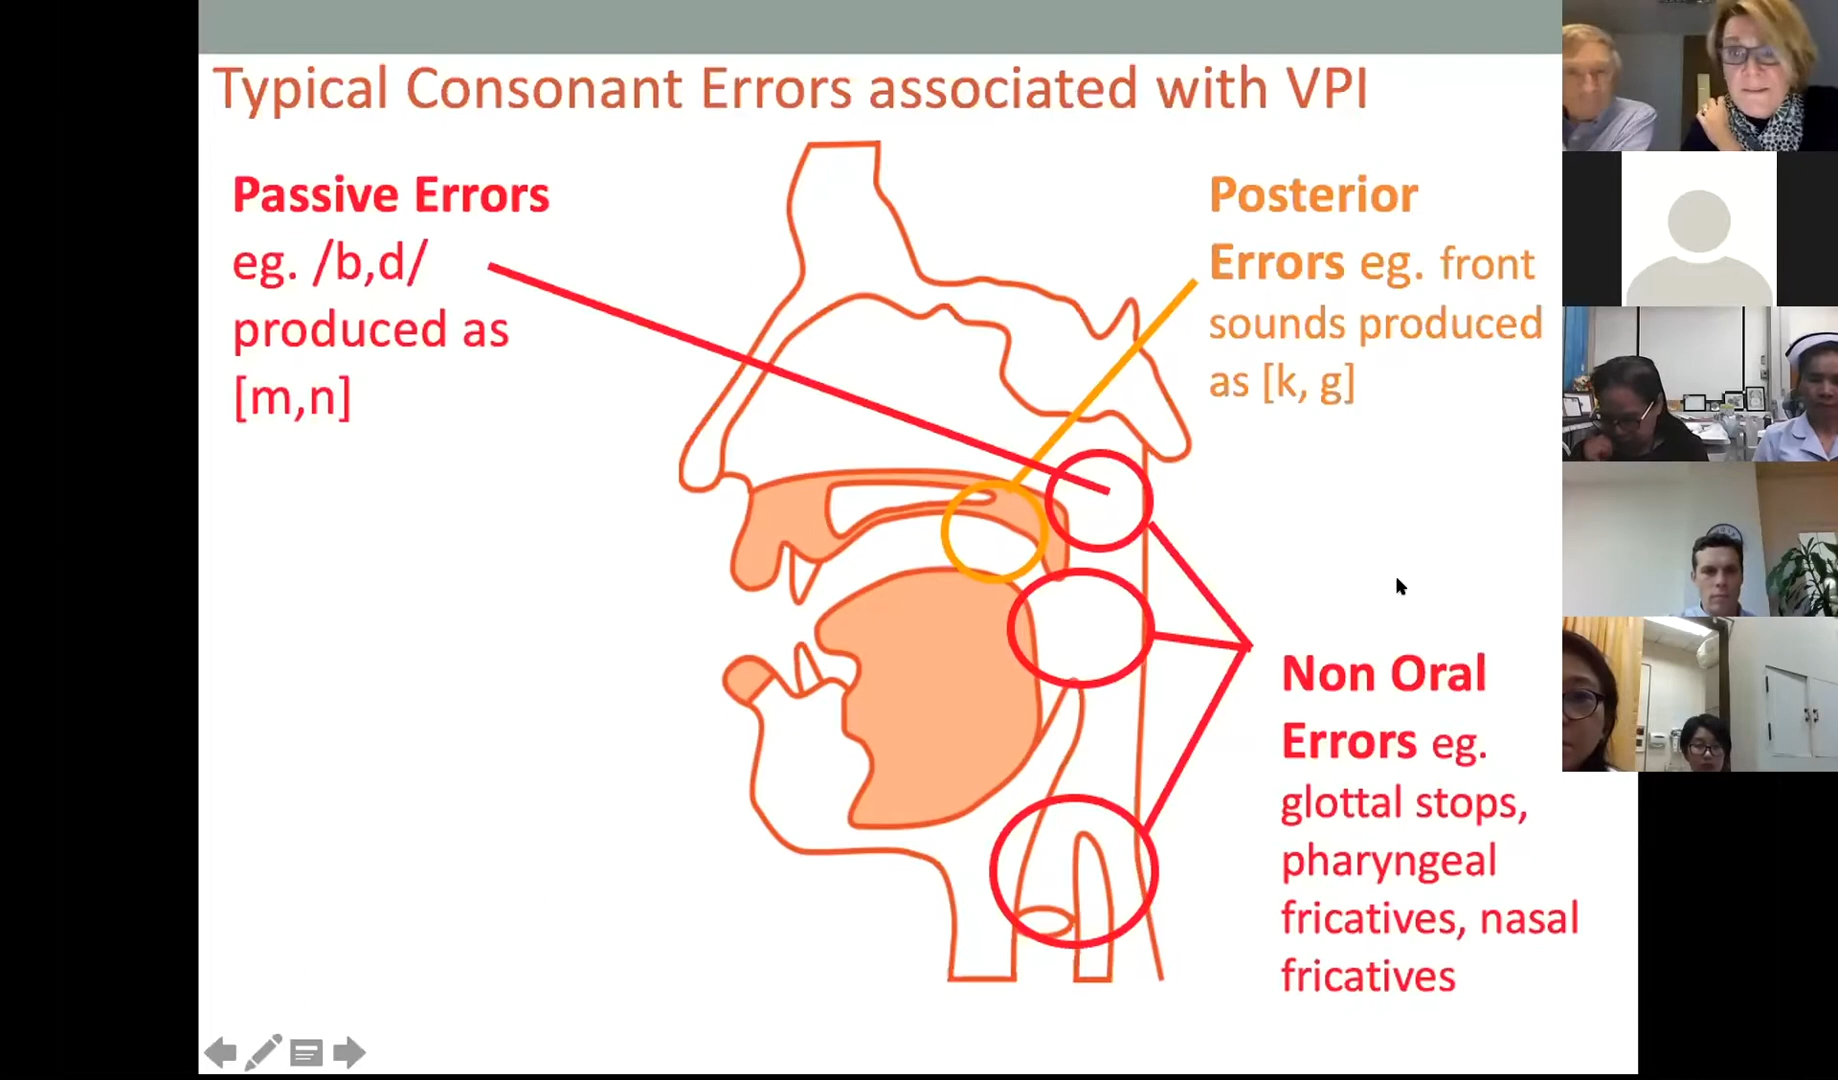 Typical Consonant Errors associated with VPI
Passive Errors
eg. /b,d/
produced as
[m,n]
Posterior
Errors eg. front
sounds produced
as [k, g]
Non Oral
Errors eg.
glottal stops,
pharyngeal
fricatives, nasal
fricatives